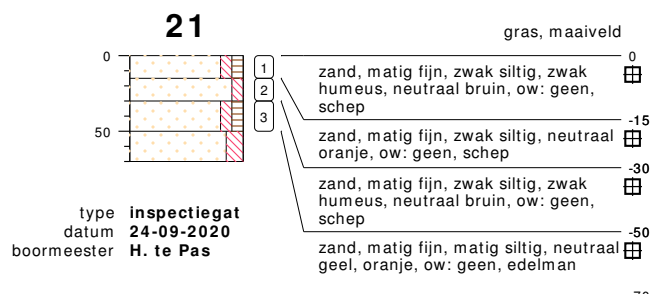 21
gras, maaiveld
0
0
1
zand, matig fijn, zwak siltig, zwak
humeus, neutraal bruin, ow: geen,
schep
2
3
-15
zand, matig fijn, zwak siltig, neutraal
oranje, ow: geen, schep
50
-30
zand, matig fijn, zwak siltig, zwak
humeus, neutraal bruin, ow: geen,
schep
-50
zand, matig fijn, matig siltig, neutraal
geel, oranje, ow: geen, edelman
type inspectiegat
datum 24-09-2020
boormeester H. te Pas